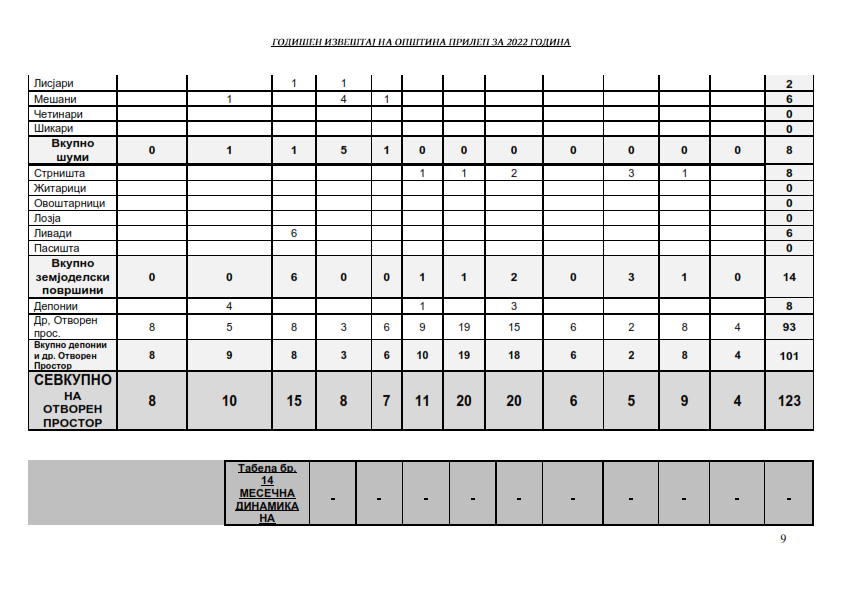 ГОДИШЕН ИЗВЕШТАЈ НА ОПШТИНА ПРИЛЕП ЗА 2022 ГОДИНА
Лисјари 1 1 2
Мешани 1 4 1 6
Четинари 0
Шикари 0
Вкупно
шуми 0 1 1 5 1 0 0 0 0 0 0 0 8
Стрништа 1 1 2 3 1 8
Житарици 0
Овоштарници 0
Лозја 0
Ливади 6 6
Пасишта 0
Вкупно
земјоделски
површини 0 0 6 0 0 1 1 2 0 3 1 0 14
Депонии 4 1 3 8
Др, Отворен
прос. 8 5 8 3 6 9 19 15 6 2 8 4 93
Вкупно депонии
и др. Отворен
Простор 8 9 8 3 6 10 19 18 6 2 8 4 101
СЕВКУПНО
НА
ОТВОРЕН
ПРОСТОР 8 10 15 8 7 11 20 20 6 5 9 4 123
Табела бр.
14
МЕСЕЧНА
ДИНАМИКА
НА - - - - - - - - - -
9